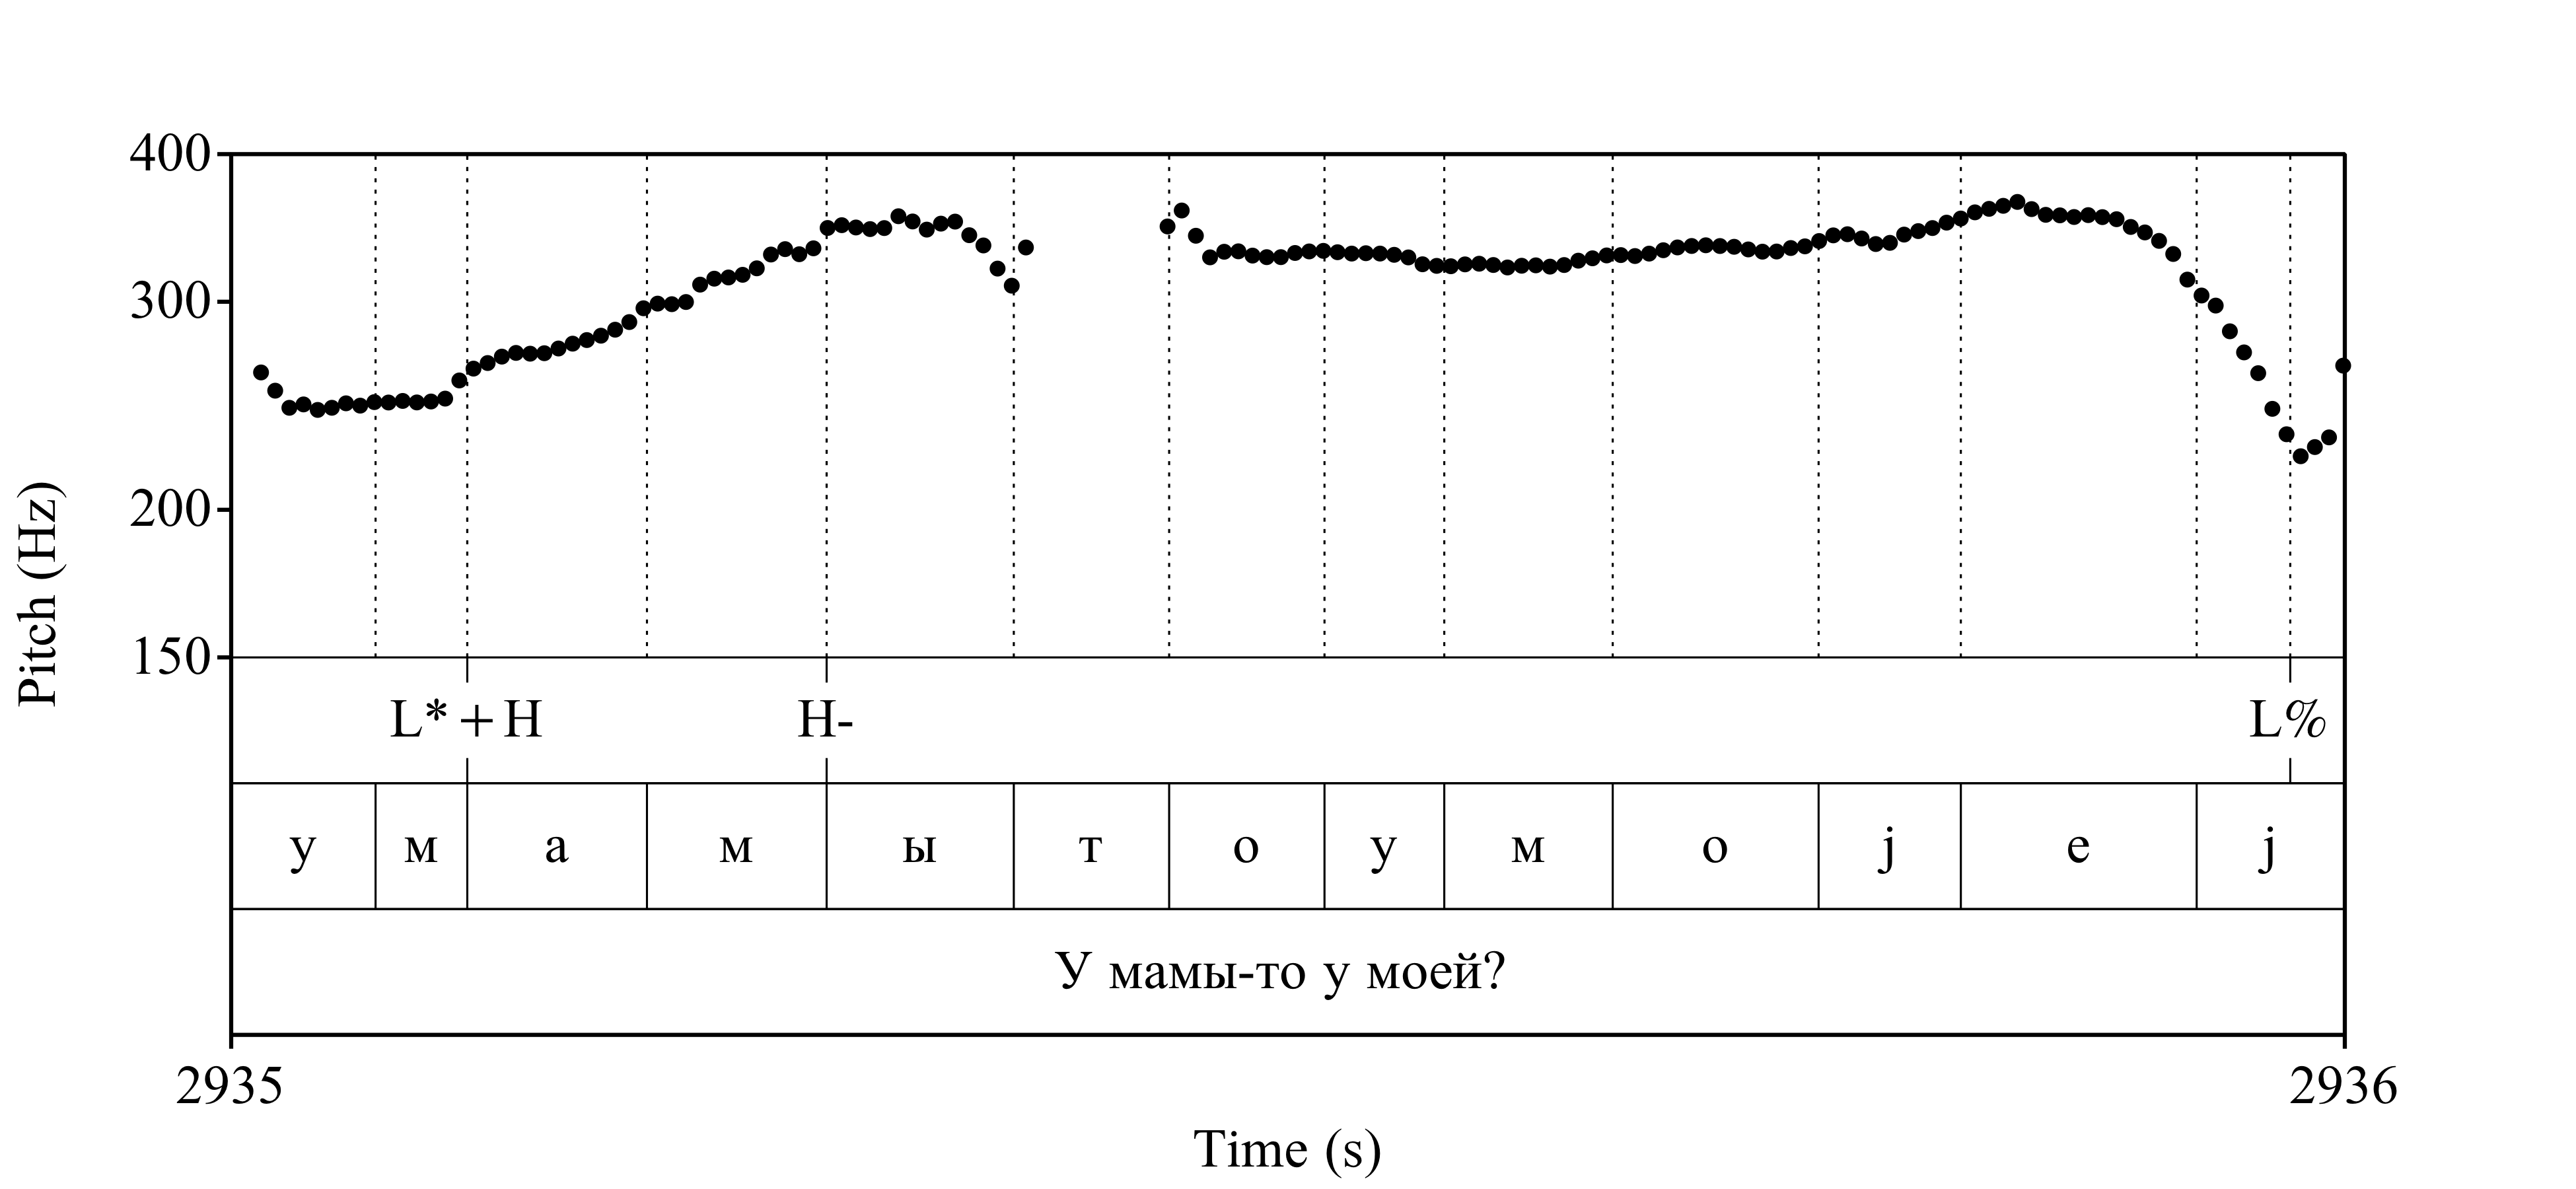 400
300
200
150
Pitch (Hz)
L* + H H- L%
у м а м ы т о у м о j е j
У мамы-то у моей?
2935 2936
Time (s)